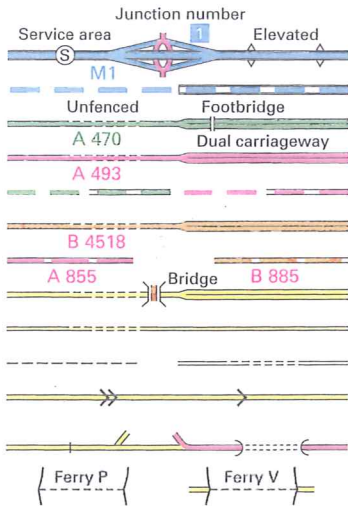 Junction number
Service area
S
1
Elevated
M1
Unfenced
Footbridge
A 470
Dual carriageway
A 493
B 4518
A 855
Bridge
B 885
Ferry P
Ferry V